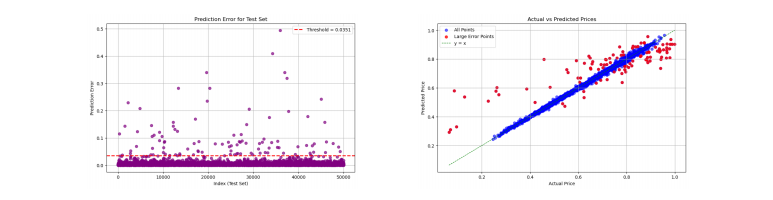 Prediction Error for Test Set
Threshold = 0.0351
Prediction Error
0.5
0.4
0.3
0.2
0.1
0.0
0
10000
20000
30000
40000
50000
Index (Test Set)
Actual vs Predicted Prices
All Points
Large Error Points
y = x
Predicted Price
1.0
0.8
0.6
0.4
0.2
0.2
0.4
0.6
0.8
1.0
Actual Price